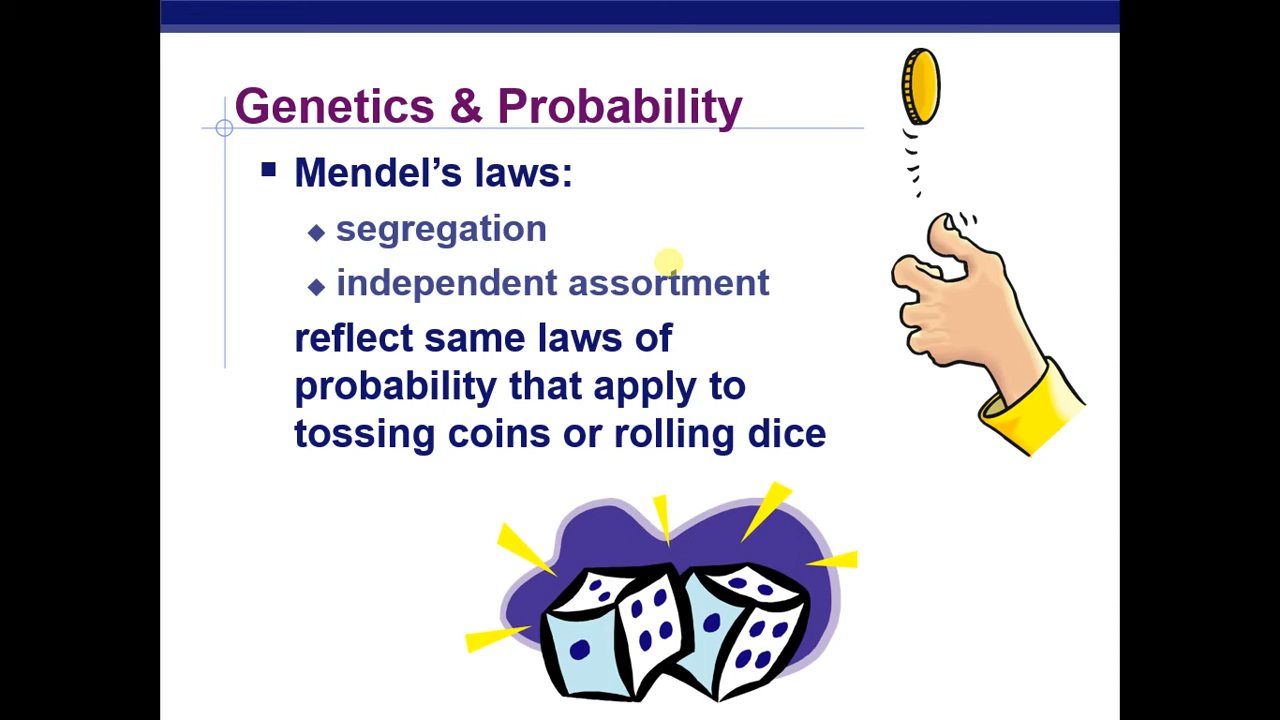 Genetics & Probability
Mendel’s laws:
segregation
independent assortment
reflect same laws of
probability that apply to
tossing coins or rolling dice